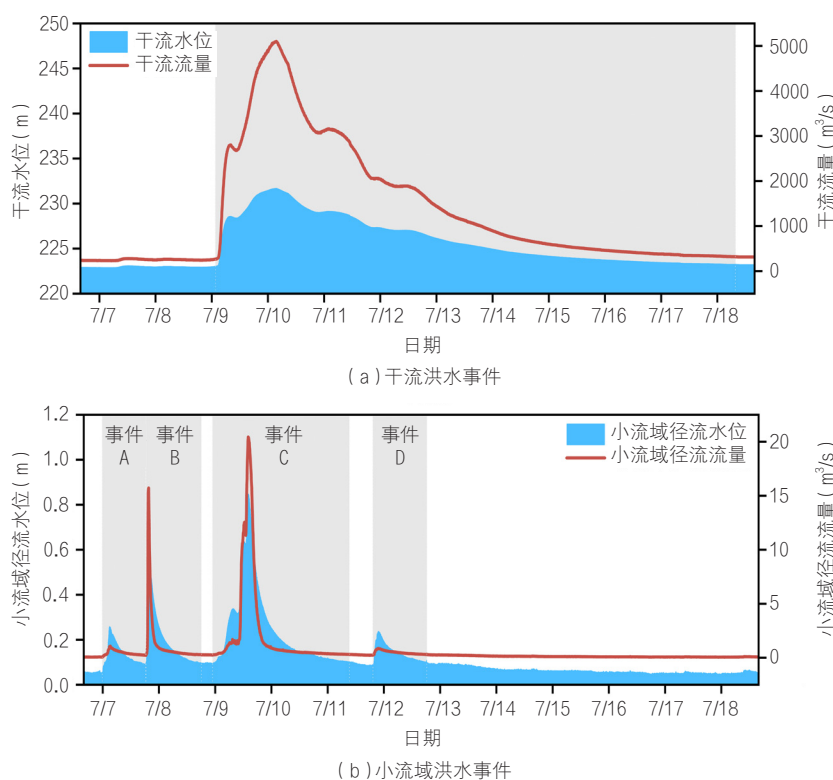 250
245
240
235
230
225
220
干流水位(m)
干流水位
干流流量
5000
4000
3000
2000
1000
0
干流流量(m³/s)
7/7 7/8 7/9 7/10 7/11 7/12 7/13 7/14 7/15 7/16 7/17 7/18
日期
(a)干流洪水事件
1.2
1.0
0.8
0.6
0.4
0.2
0.0
小流域径流水位(m)
事件 A
事件 B
事件 C
事件 D
小流域径流水位
小流域径流流量
20
15
10
5
0
小流域径流流量(m³/s)
7/7 7/8 7/9 7/10 7/11 7/12 7/13 7/14 7/15 7/16 7/17 7/18
日期
(b)小流域洪水事件